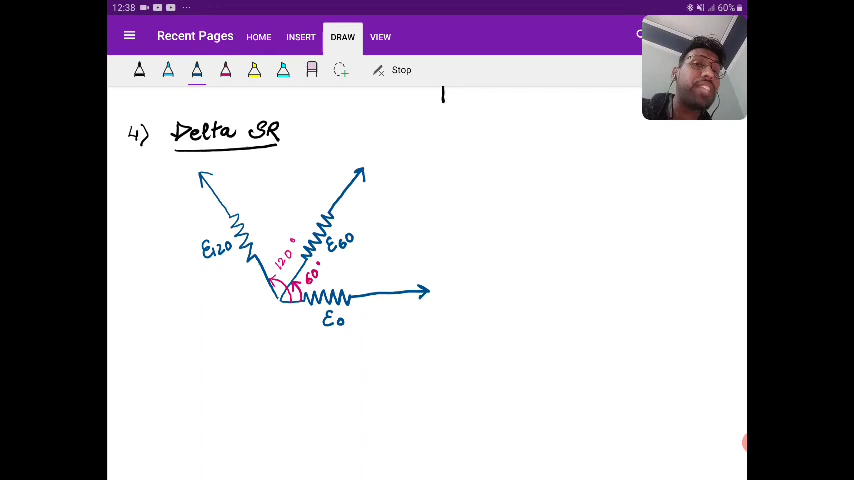 12:38 ... 60%
Recent Pages HOME INSERT DRAW VIEW
Stop
4) Delta SR
ε120
120°
60°
ε60
ε0